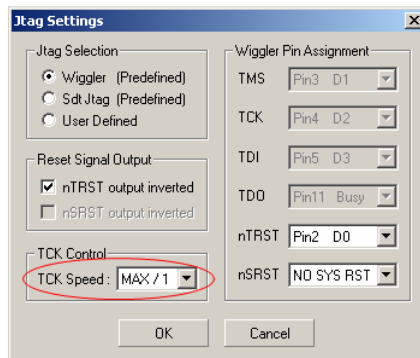 Jtag Settings
Jtag Selection
Wiggler (Predefined)
Sdt Jtag (Predefined)
User Defined
Reset Signal Output
nTRST output inverted
nSRST output inverted
TCK Control
TCK Speed : MAX / 1
Wiggler Pin Assignment
TMS Pin3 D1
TCK Pin4 D2
TDI Pin5 D3
TDO Pin11 Busy
nTRST Pin2 D0
nSRST NO SYS RST
OK Cancel